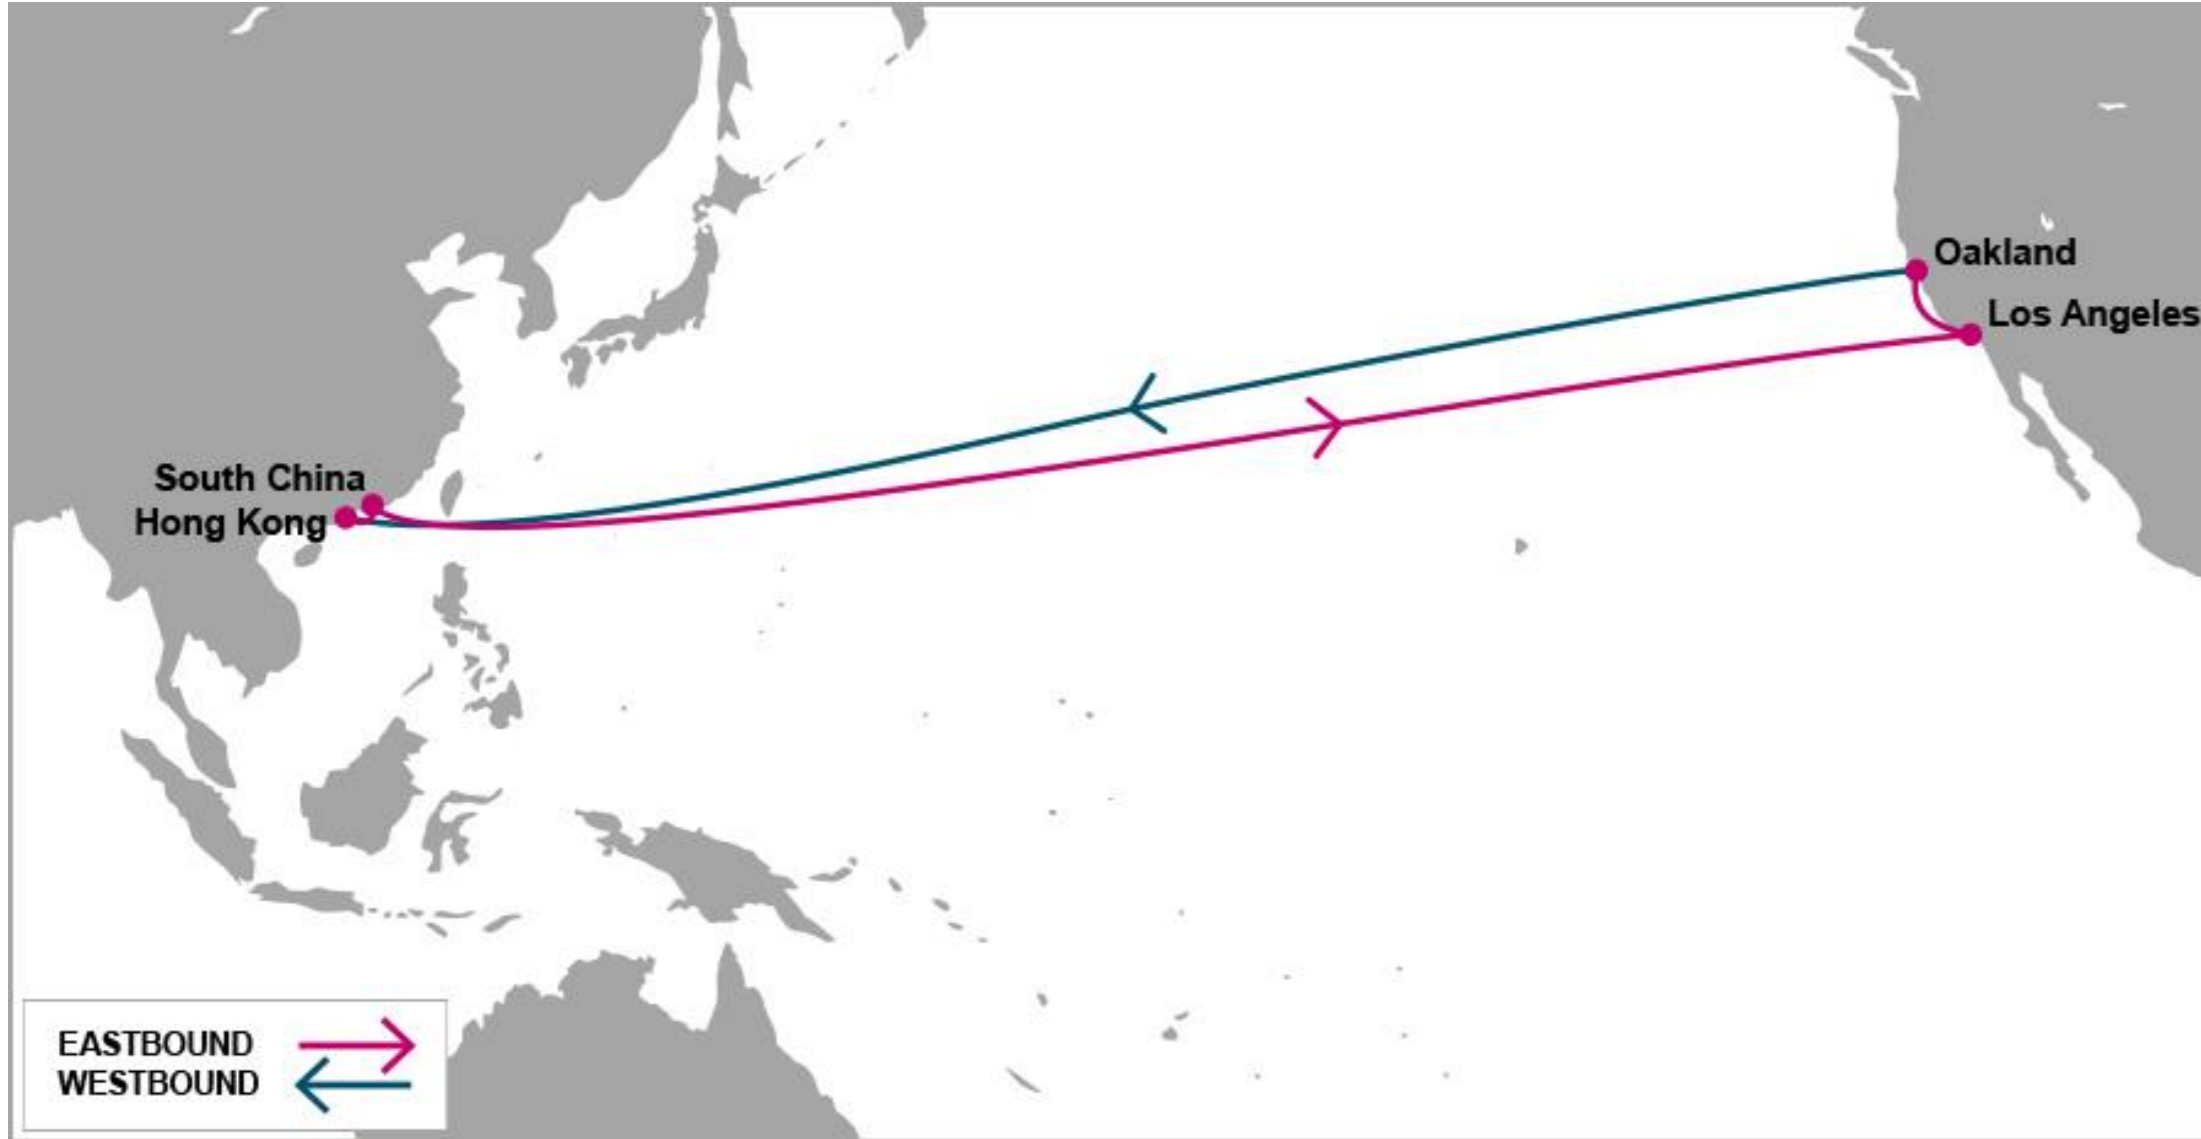 Oakland
Los Angeles
South China
Hong Kong
EASTBOUND
WESTBOUND